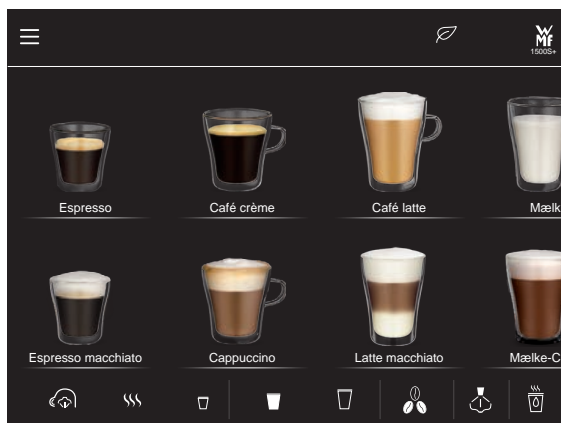 WMF
1500S+
Espresso
Café crème
Café latte
Mælk
Espresso macchiato
Cappuccino
Latte macchiato
Mælke-C